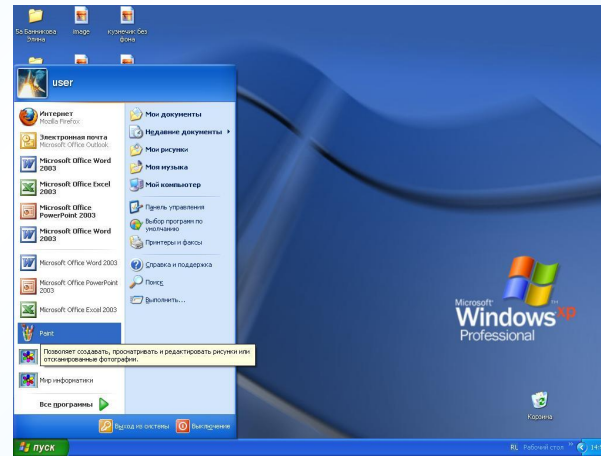 5а Банникова
Элина
image
кузнечик без
фона
user
Интернет
Mozilla Firefox
Электронная почта
Microsoft Office Outlook
Microsoft Office Word
2003
Microsoft Office Excel
2003
Microsoft Office
PowerPoint 2003
Microsoft Office Word
2003
Microsoft Office Word 2003
Microsoft Office PowerPoint
2003
Microsoft Office Excel 2003
Paint
Позволяет создавать, просматривать и редактировать рисунки или
отсканированные фотографии.
Мир информатики
Все программы
Мои документы
Недавние документы
Мои рисунки
Моя музыка
Мой компьютер
Панель управления
Выбор программ по
умолчанию
Принтеры и факсы
Справка и поддержка
Поиск
Выполнить...
Выход из системы
Выключение
Microsoft
Windows xp
Professional
Корзина
пуск
RL
Рабочий стол